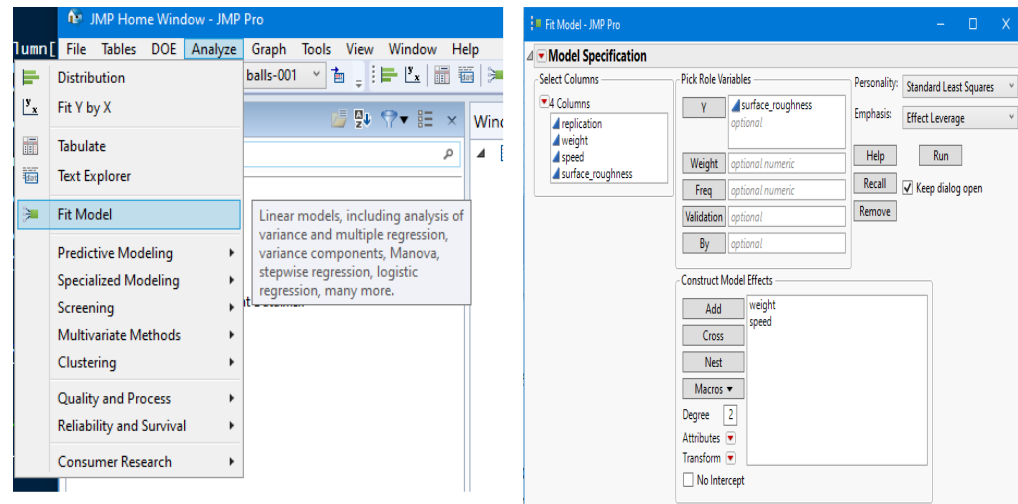 JMP Home Window - JMP Pro
lumn[ File Tables DOE Analyze Graph Tools View Window Help
Distribution
balls-001
Fit Y by X
Wind
Tabulate
Text Explorer
Fit Model
Linear models, including analysis of
variance and multiple regression,
variance components, Manova,
stepwise regression, logistic
regression, many more.
Predictive Modeling
Specialized Modeling
Screening
Multivariate Methods
Clustering
Quality and Process
Reliability and Survival
Consumer Research
Fit Model - JMP Pro
Model Specification
Select Columns
4 Columns
replication
weight
speed
surface_roughness
Pick Role Variables
Y surface_roughness
optional
Weight optional numeric
Freq optional numeric
Validation optional
By optional
Personality: Standard Least Squares
Emphasis: Effect Leverage
Help Run
Recall Keep dialog open
Remove
Construct Model Effects
Add weight
speed
Cross
Nest
Macros
Degree 2
Attributes
Transform
No Intercept